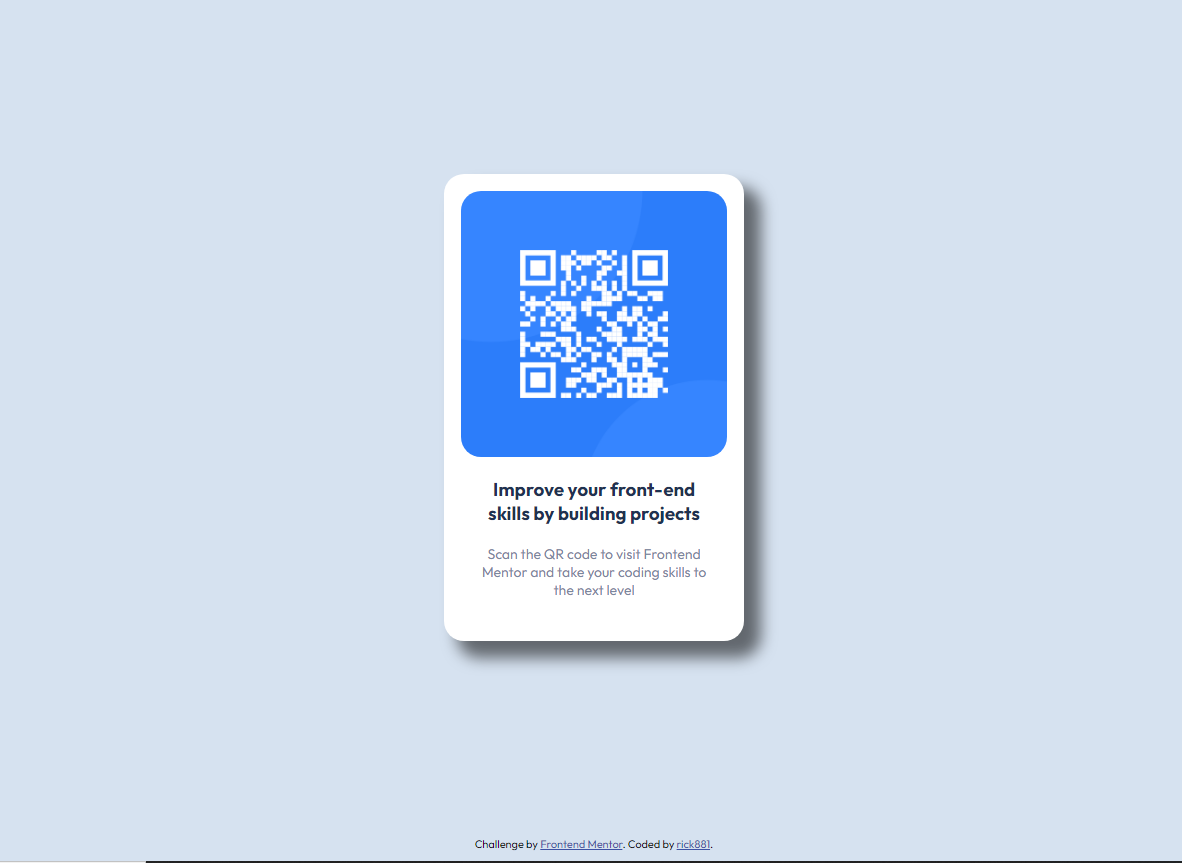 Improve your front-end
skills by building projects
Scan the QR code to visit Frontend
Mentor and take your coding skills to
the next level
Challenge by Frontend Mentor. Coded by rick881.